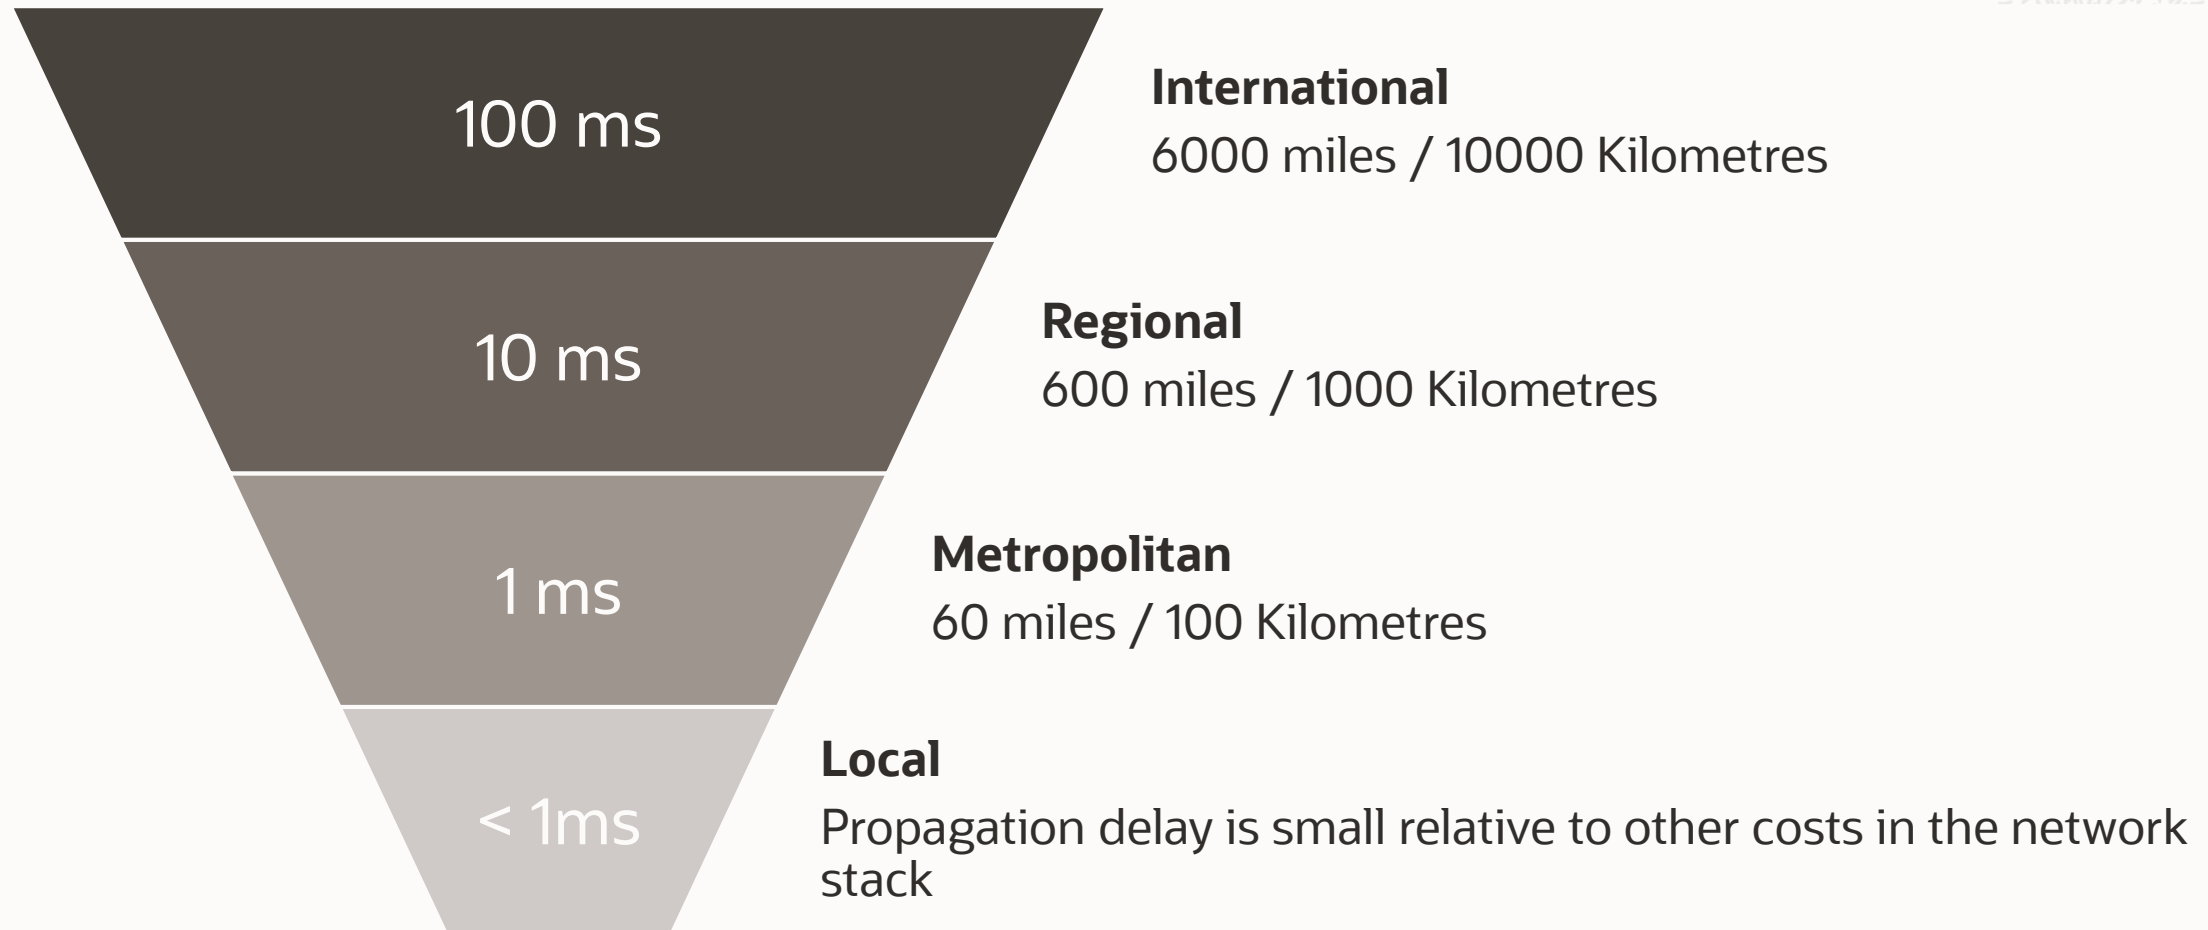 100 ms
International
6000 miles / 10000 Kilometres
10 ms
Regional
600 miles / 1000 Kilometres
1 ms
Metropolitan
60 miles / 100 Kilometres
< 1ms
Local
Propagation delay is small relative to other costs in the network
stack